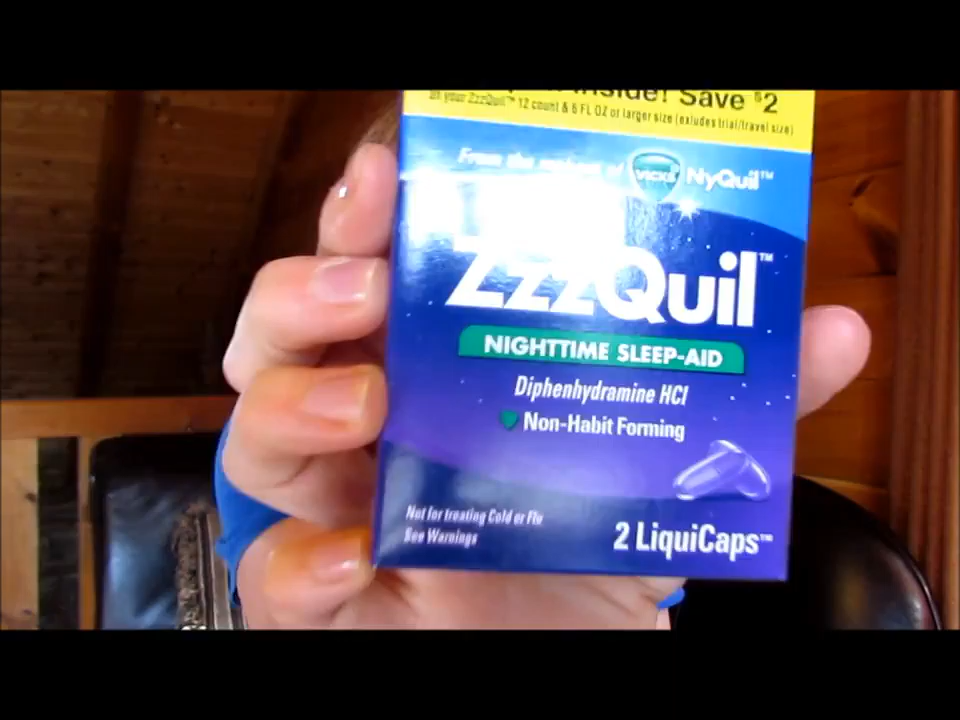 Inside! Save $2
on your ZzzQuil™ 12 count & 6 FL OZ or larger size (exludes trial/travel size)
From the makers of VICKS NyQuil™
ZzzQuil™
NIGHTTIME SLEEP-AID
Diphenhydramine HCl
Non-Habit Forming
Not for treating Cold or Flu
See Warnings
2 LiquiCaps™